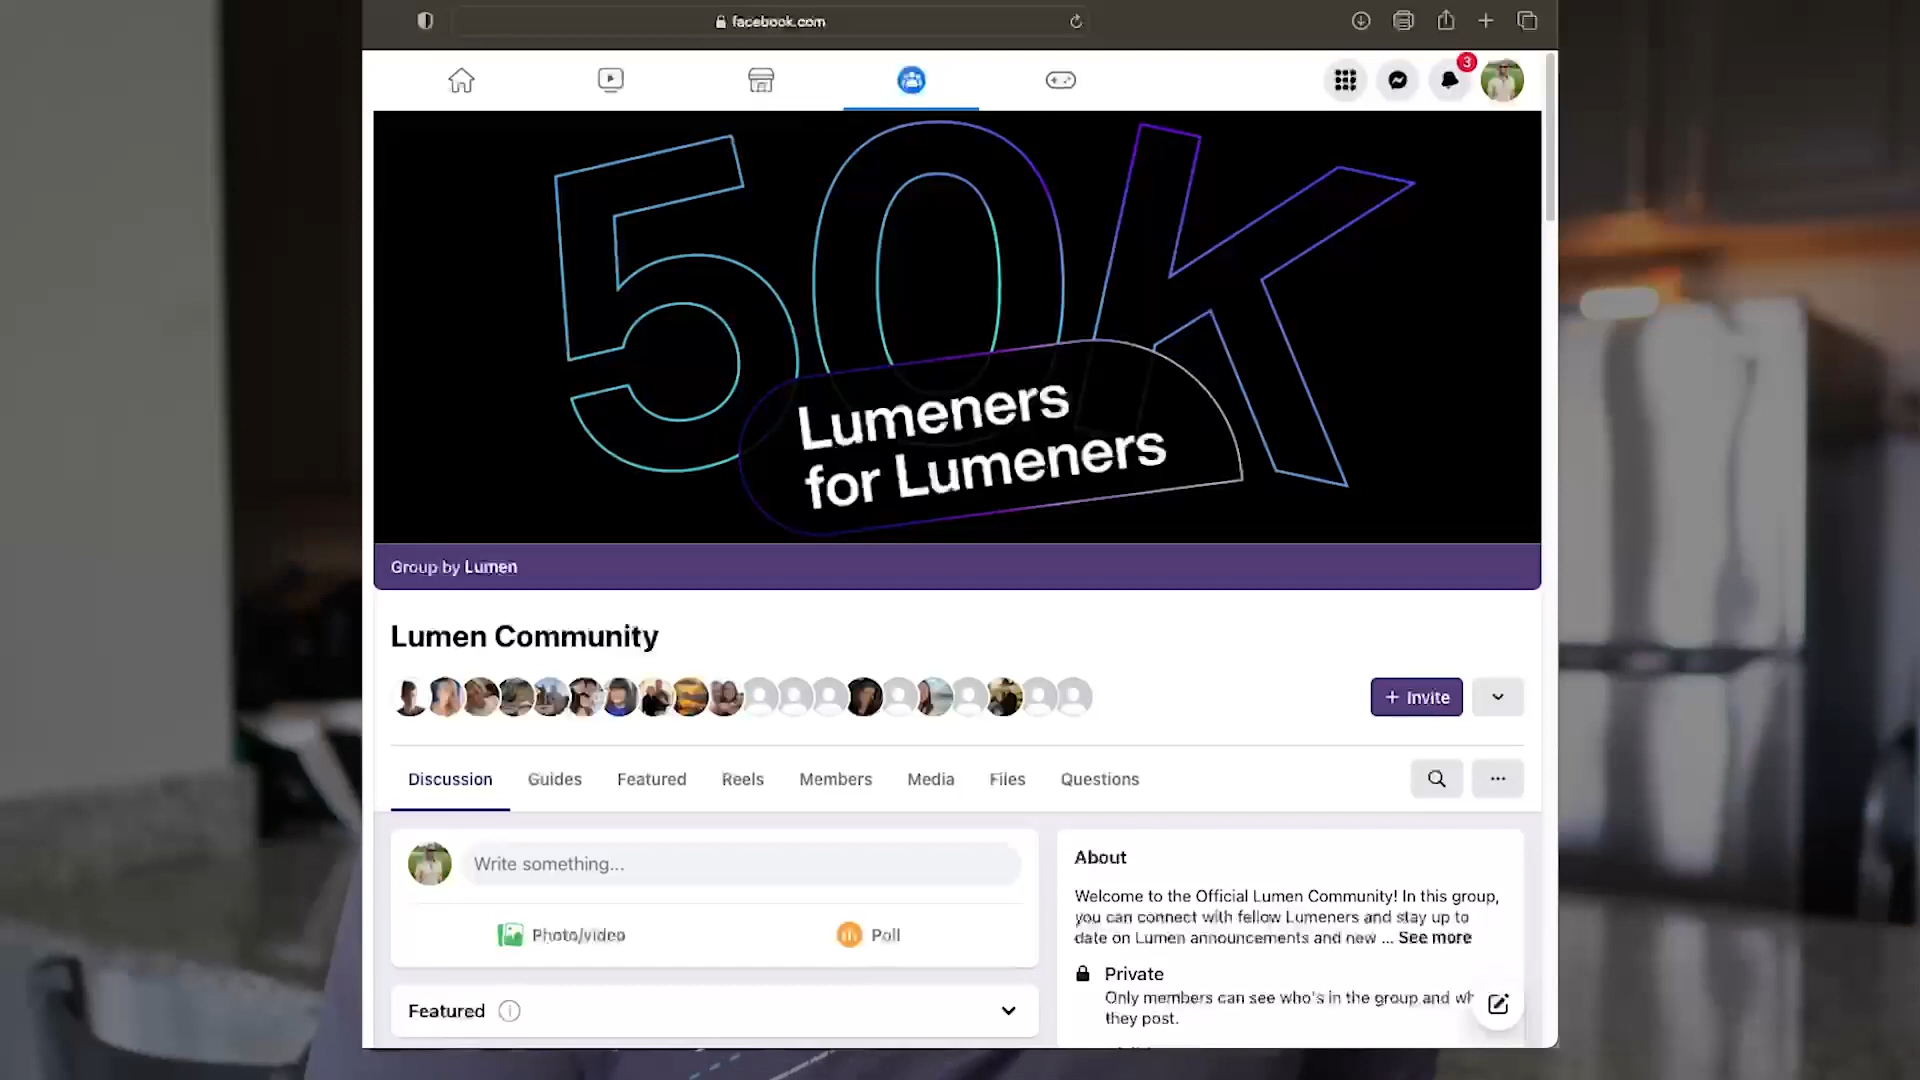 facebook.com
3
50K
Lumeners
for Lumeners
Group by Lumen
Lumen Community
+ Invite
Discussion
Guides
Featured
Reels
Members
Media
Files
Questions
Write something...
Photo/video
Poll
Featured
About
Welcome to the Official Lumen Community! In this group,
you can connect with fellow Lumeners and stay up to
date on Lumen announcements and new ... See more
Private
Only members can see who's in the group and wh
they post.